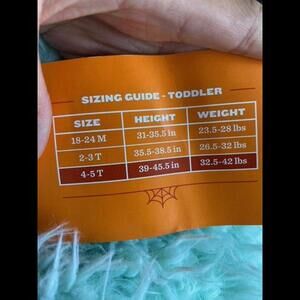 SIZING GUIDE - TODDLER
SIZE HEIGHT WEIGHT
18-24 M 31-35.5 in 23.5-28 lbs
2-3 T 35.5-38.5 in 26.5-32 lbs
4-5 T 39-45.5 in 32.5-42 lbs